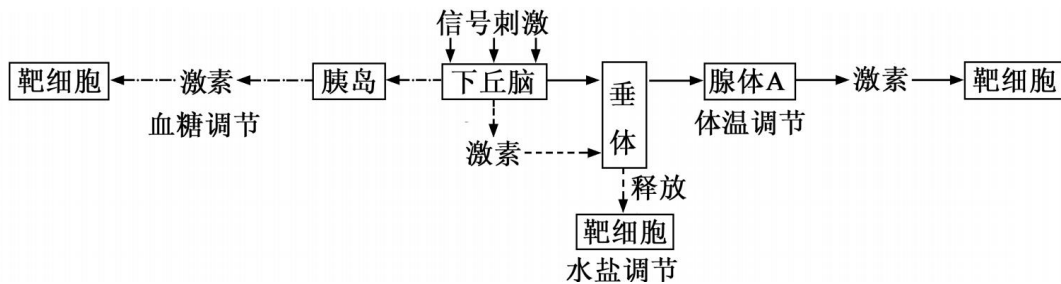 信号刺激
靶细胞 激素 胰岛 下丘脑 垂体 腺体A 激素 靶细胞
血糖调节 体温调节
激素
释放
靶细胞
水盐调节